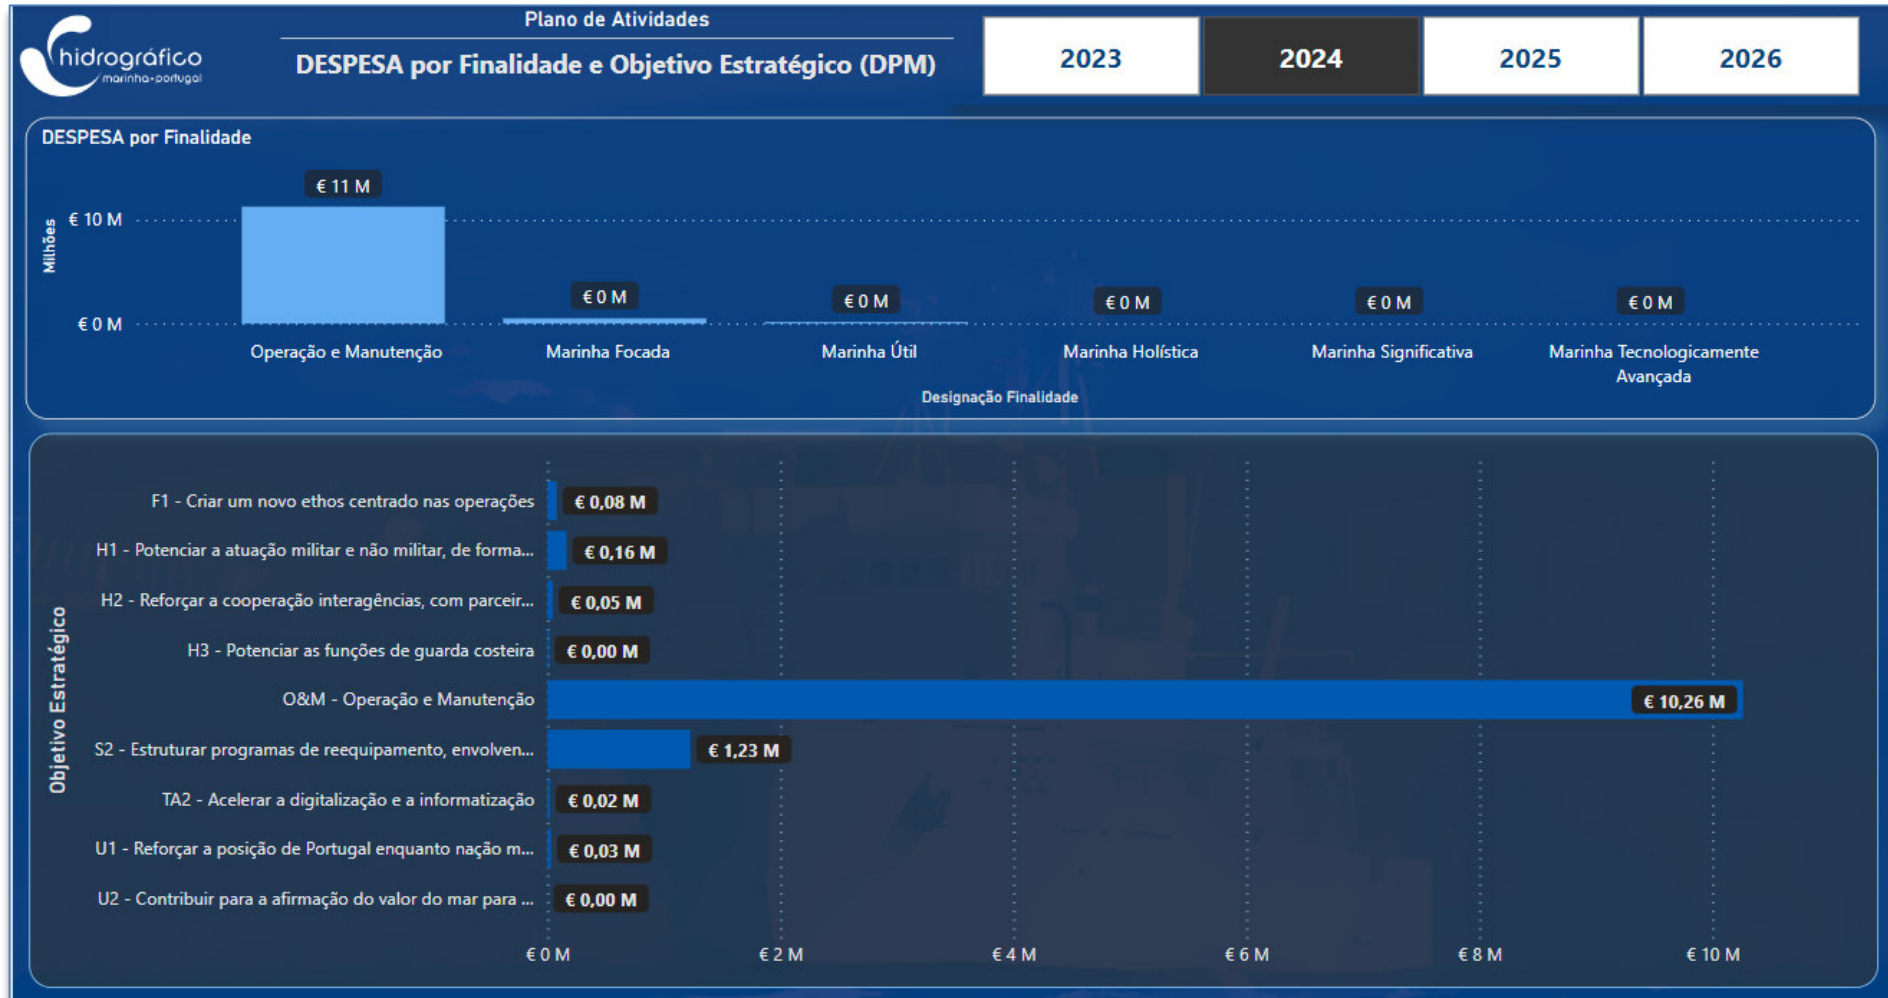 hidrográfico
marinha-portugal
Plano de Atividades
DESPESA por Finalidade e Objetivo Estratégico (DPM)
2023
2024
2025
2026
DESPESA por Finalidade
Milhões
€ 10 M
€ 0 M
€ 11 M
€ 0 M
€ 0 M
€ 0 M
€ 0 M
€ 0 M
Operação e Manutenção
Marinha Focada
Marinha Útil
Marinha Holística
Marinha Significativa
Marinha Tecnologicamente
Avançada
Designação Finalidade
Objetivo Estratégico
F1 - Criar um novo ethos centrado nas operações
€ 0,08 M
H1 - Potenciar a atuação militar e não militar, de forma...
€ 0,16 M
H2 - Reforçar a cooperação interagências, com parceir...
€ 0,05 M
H3 - Potenciar as funções de guarda costeira
€ 0,00 M
O&M - Operação e Manutenção
€ 10,26 M
S2 - Estruturar programas de reequipamento, envolven...
€ 1,23 M
TA2 - Acelerar a digitalização e a informatização
€ 0,02 M
U1 - Reforçar a posição de Portugal enquanto nação m...
€ 0,03 M
U2 - Contribuir para a afirmação do valor do mar para ...
€ 0,00 M
€ 0 M
€ 2 M
€ 4 M
€ 6 M
€ 8 M
€ 10 M